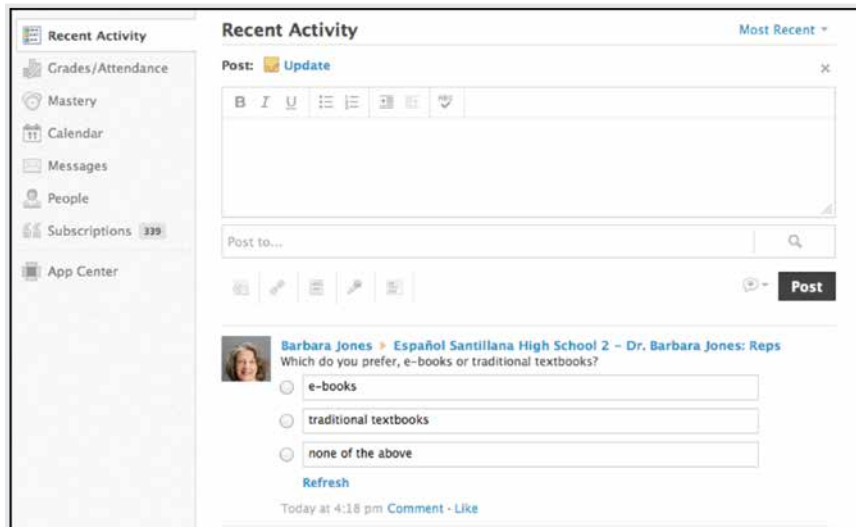 Recent Activity
Grades/Attendance
Mastery
Calendar
Messages
People
Subscriptions 339
App Center
Recent Activity
Most Recent
Post: Update
B I U
ABC
Post to...
Post
Barbara Jones Español Santillana High School 2 – Dr. Barbara Jones: Reps
Which do you prefer, e-books or traditional textbooks?
e-books
traditional textbooks
none of the above
Refresh
Today at 4:18 pm Comment · Like